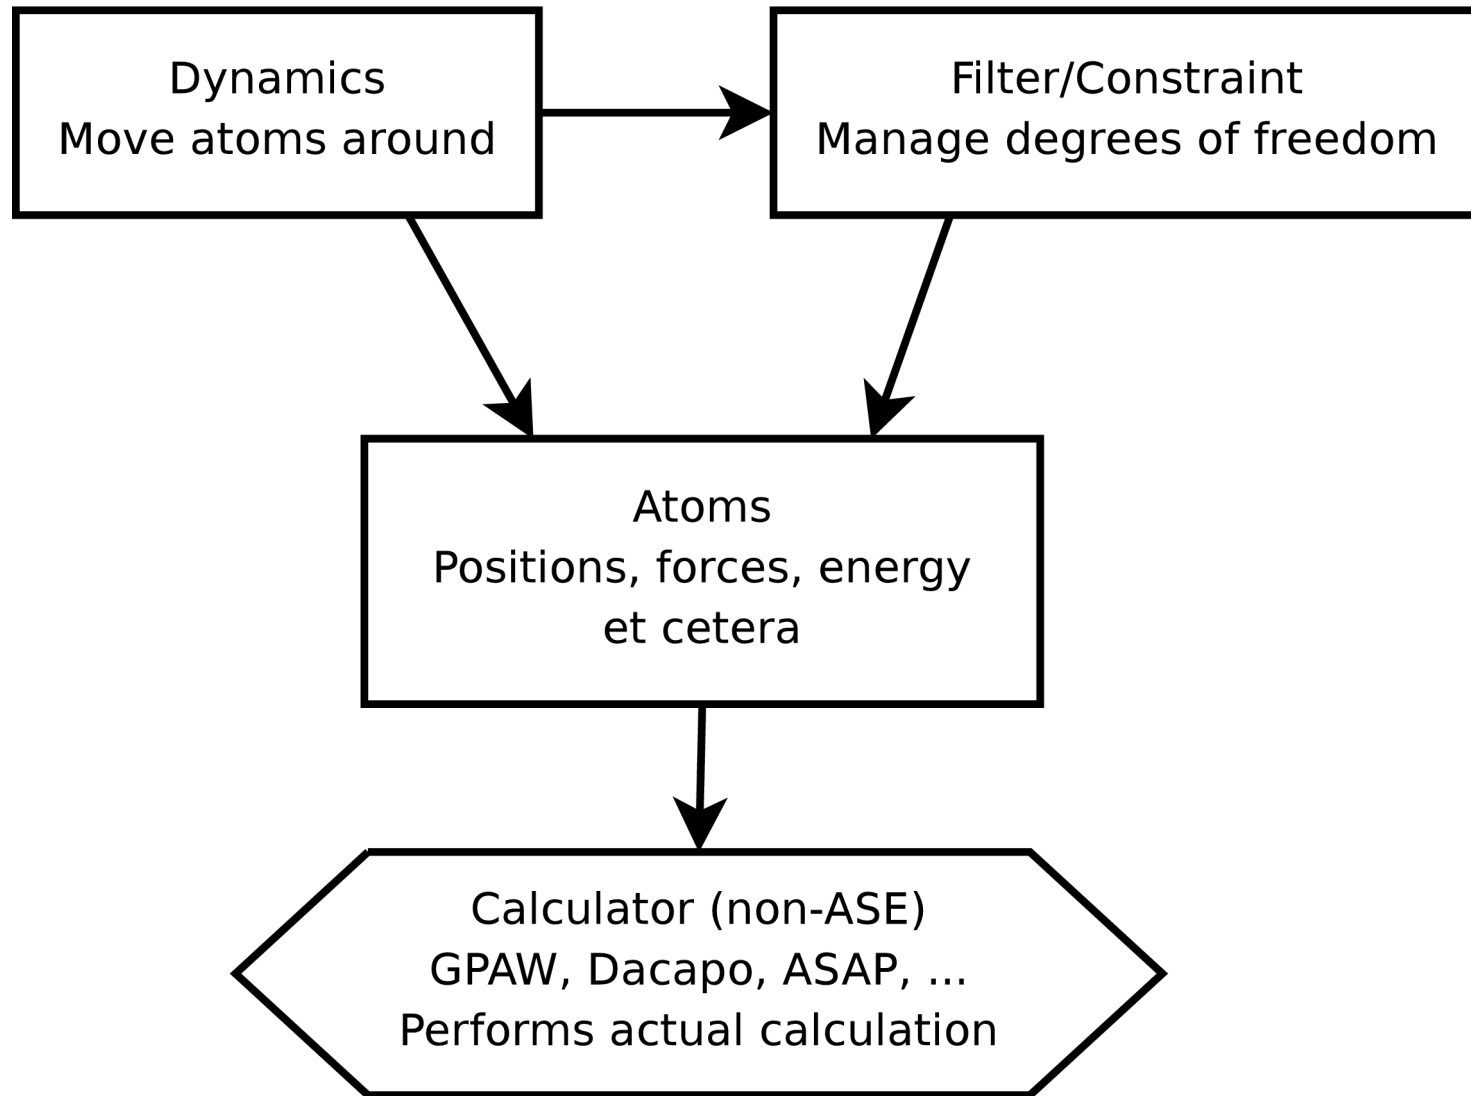 Dynamics
Move atoms around
Filter/Constraint
Manage degrees of freedom
Atoms
Positions, forces, energy
et cetera
Calculator (non-ASE)
GPAW, Dacapo, ASAP, ...
Performs actual calculation